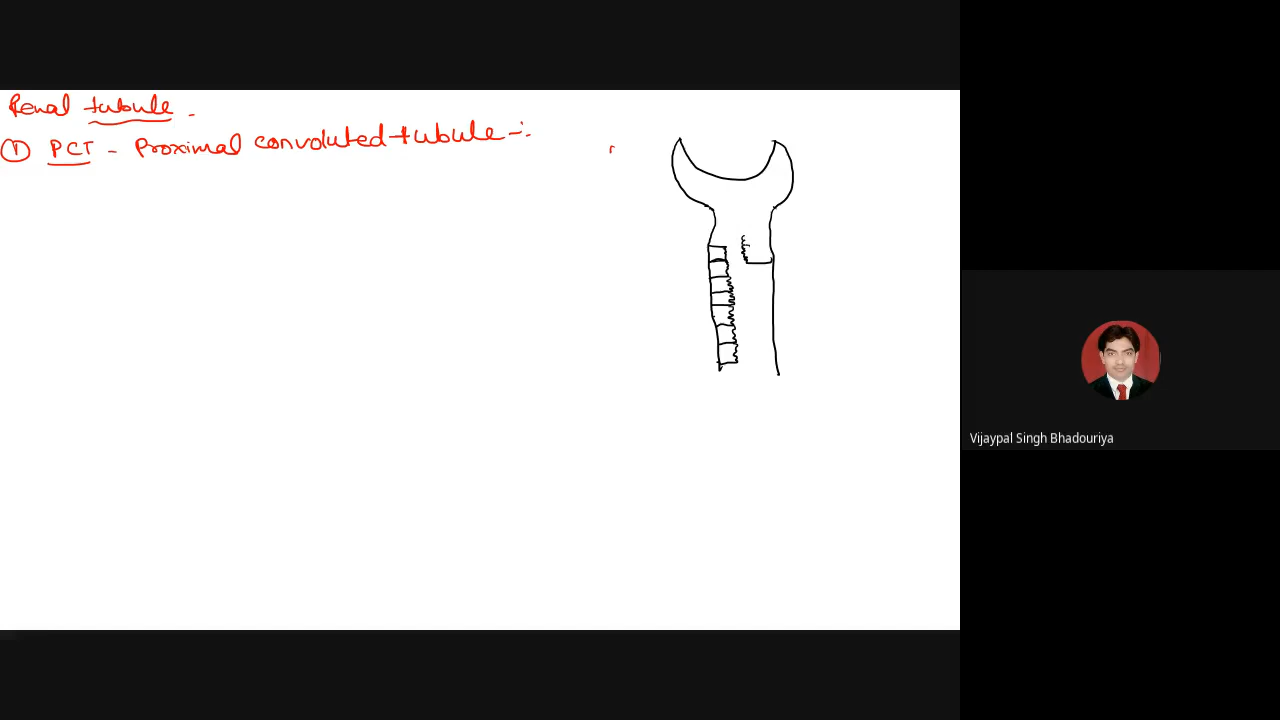 Renal tubule.
① PCT - Proximal convoluted tubule :-
Vijaypal Singh Bhadouriya